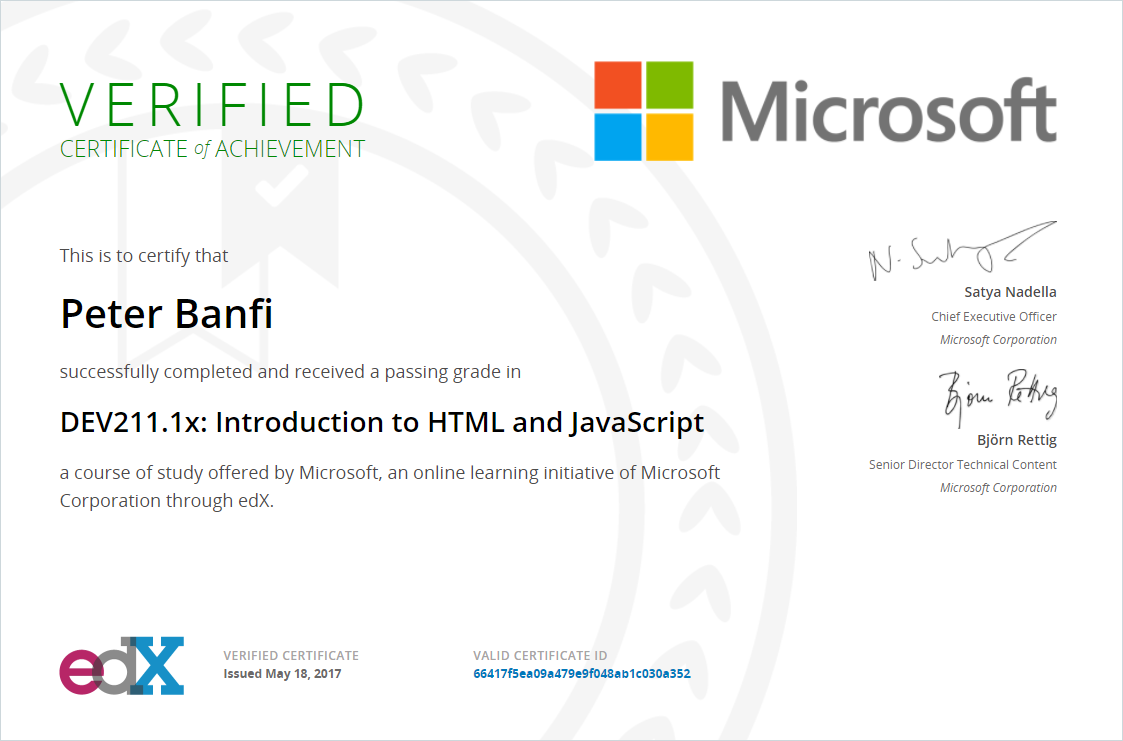 VERIFIED
CERTIFICATE of ACHIEVEMENT
Microsoft
This is to certify that
Peter Banfi
successfully completed and received a passing grade in
DEV211.1x: Introduction to HTML and JavaScript
a course of study offered by Microsoft, an online learning initiative of Microsoft
Corporation through edX.
Satya Nadella
Chief Executive Officer
Microsoft Corporation
Björn Rettig
Björn Rettig
Senior Director Technical Content
Microsoft Corporation
edX
VERIFIED CERTIFICATE
Issued May 18, 2017
VALID CERTIFICATE ID
66417f5ea09a479e9f048ab1c030a352